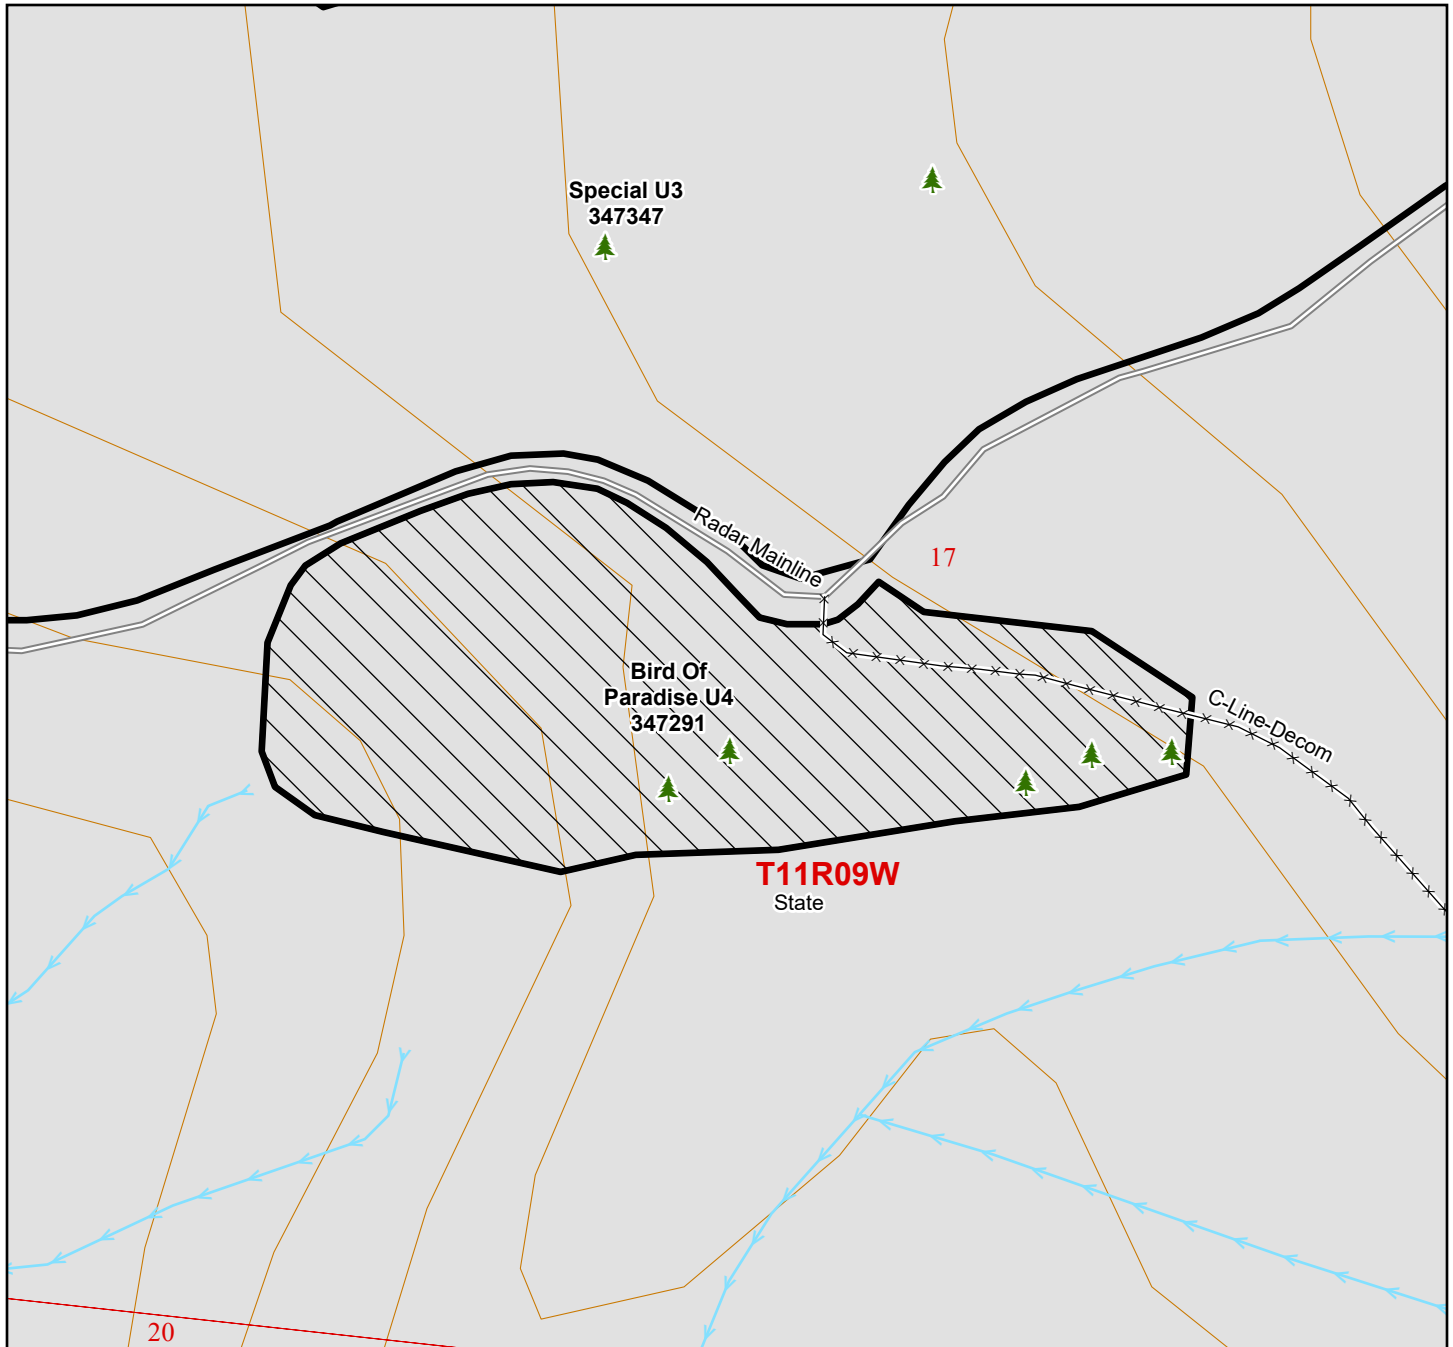 Special U3
347347
Radar Mainline
17
Bird Of
Paradise U4
347291
C-Line-Decom
T11R09W
State
20